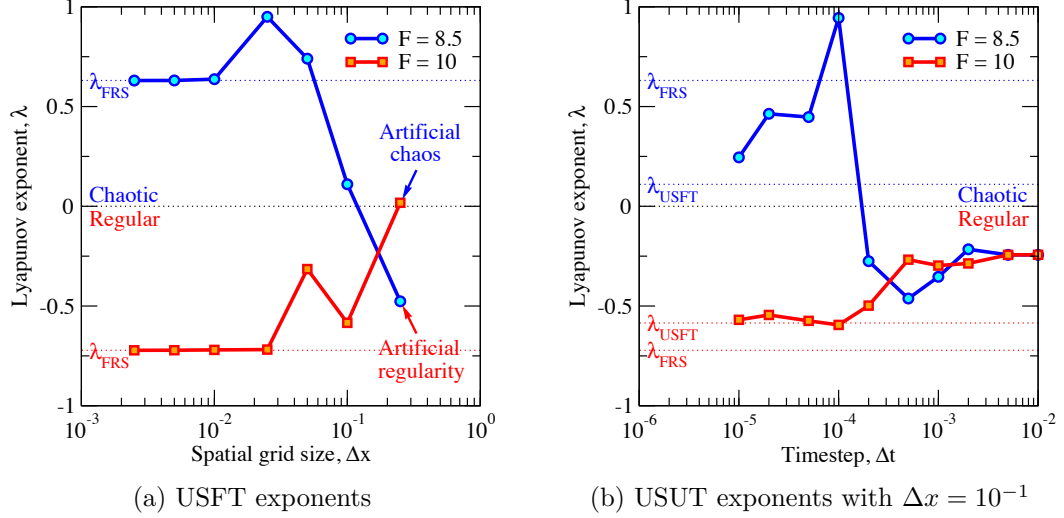 1
0.5
0
-0.5
-1
Lyapunov exponent, λ
F = 8.5
F = 10
λFRS
Artificial
chaos
Chaotic
Regular
λFRS
Artificial
regularity
10^-3
10^-2
10^-1
10^0
Spatial grid size, Δx
(a) USFT exponents
1
0.5
0
-0.5
-1
Lyapunov exponent, λ
F = 8.5
F = 10
λFRS
λUSFT
Chaotic
Regular
λUSFT
λFRS
10^-6
10^-5
10^-4
10^-3
10^-2
Timestep, Δt
(b) USUT exponents with Δx = 10^-1